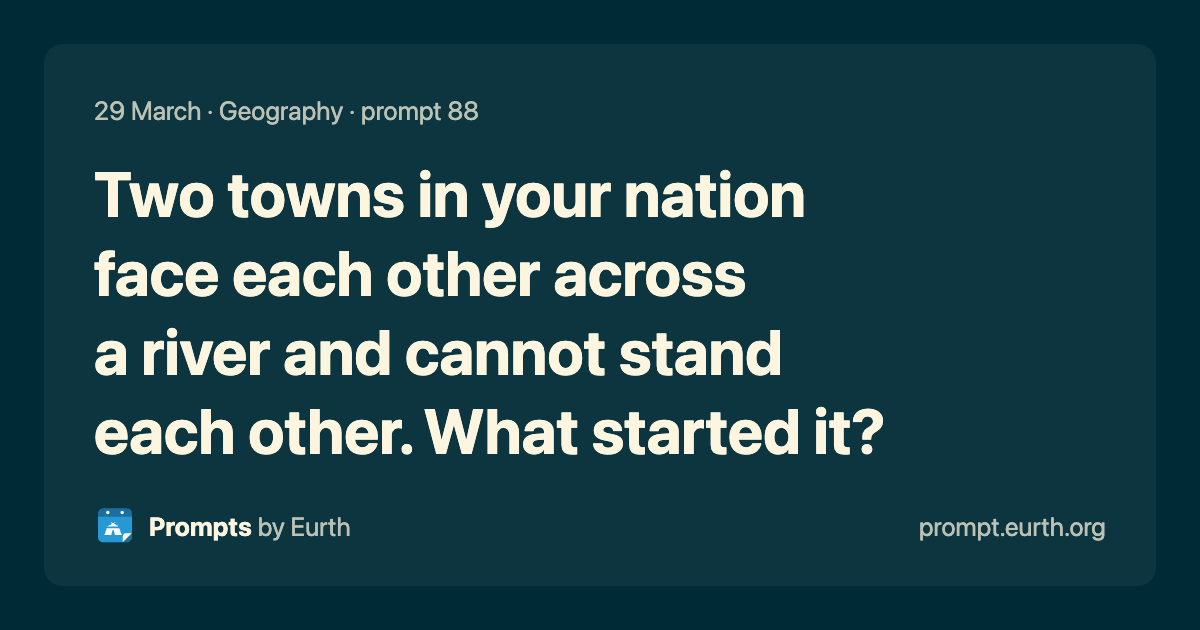 29 March · Geography · prompt 88
Two towns in your nation
face each other across
a river and cannot stand
each other. What started it?
Prompts by Eurth
prompt.eurth.org